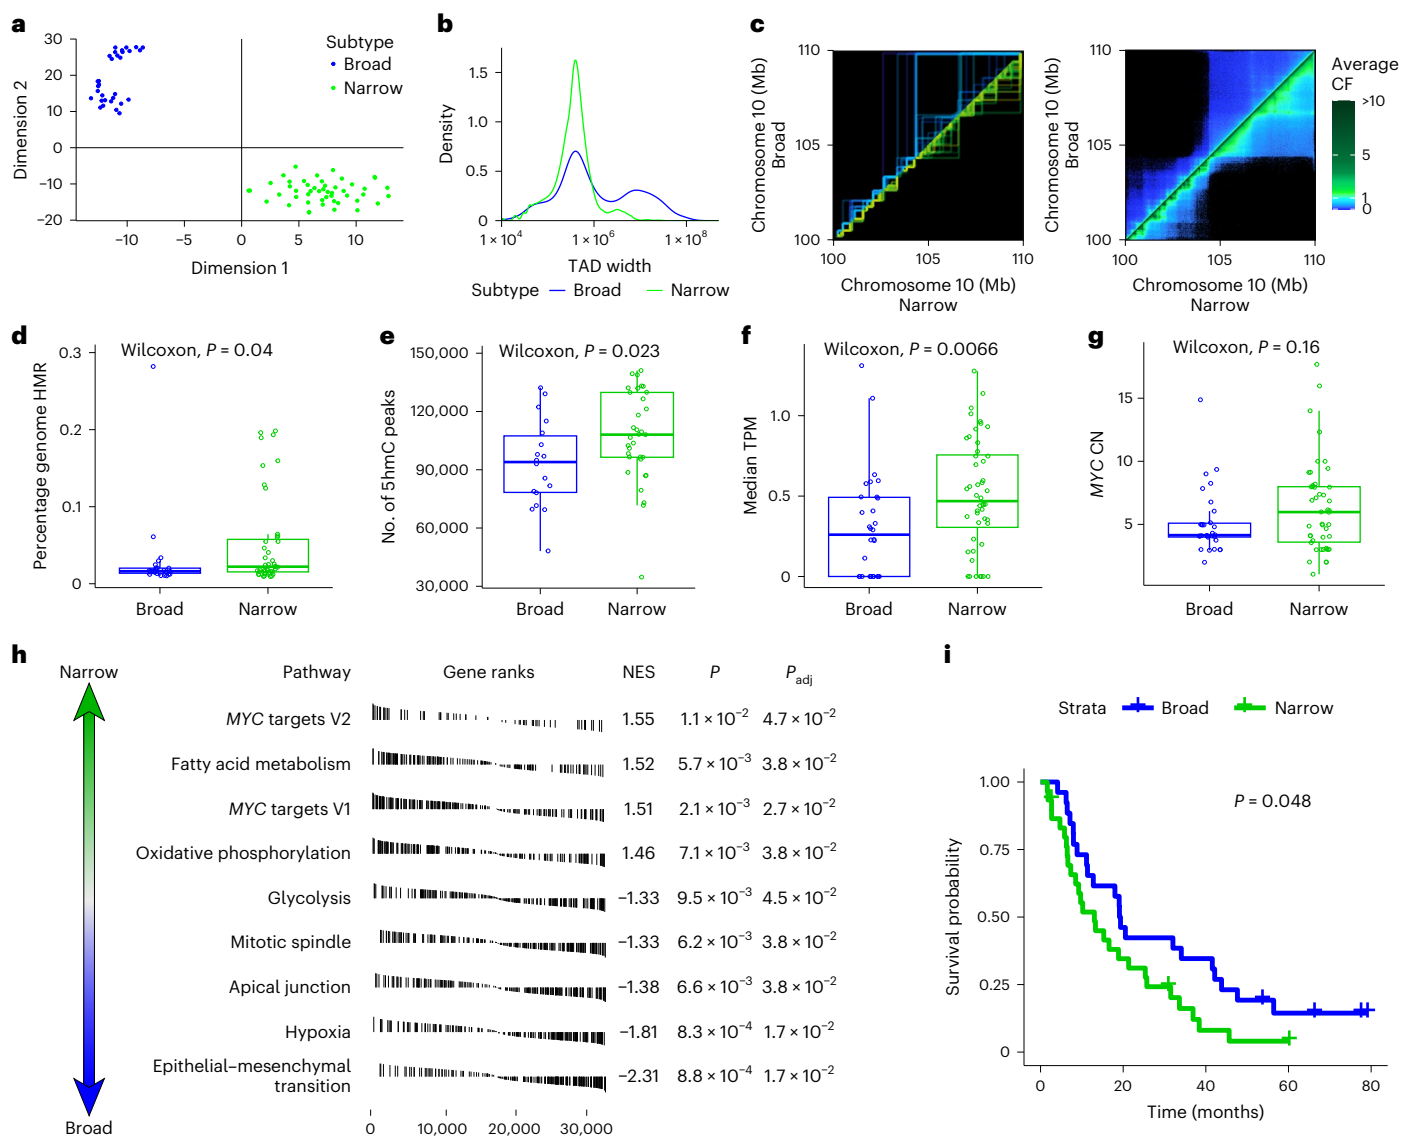 a
30
20
10
0
−10
−20
Dimension 2
−10
−5
0
5
10
Dimension 1
Subtype
Broad
Narrow
b
1.5
1.0
0.5
0
Density
1 × 10⁴
1 × 10⁶
1 × 10⁸
TAD width
Subtype
Broad
Narrow
c
110
105
100
Chromosome 10 (Mb)
Broad
100
105
110
Chromosome 10 (Mb)
Narrow
110
105
100
Chromosome 10 (Mb)
Broad
100
105
110
Chromosome 10 (Mb)
Narrow
Average
CF
>10
5
1
0
d
Wilcoxon, P = 0.04
0.3
0.2
0.1
0
Percentage genome HMR
Broad
Narrow
e
Wilcoxon, P = 0.023
150,000
120,000
90,000
60,000
30,000
No. of 5hmC peaks
Broad
Narrow
f
Wilcoxon, P = 0.0066
1.0
0.5
0
Median TPM
Broad
Narrow
g
Wilcoxon, P = 0.16
15
10
5
MYC CN
Broad
Narrow
h
Narrow
Broad
Pathway Gene ranks NES P Padj
MYC targets V2 1.55 1.1 × 10⁻² 4.7 × 10⁻²
Fatty acid metabolism 1.52 5.7 × 10⁻³ 3.8 × 10⁻²
MYC targets V1 1.51 2.1 × 10⁻³ 2.7 × 10⁻²
Oxidative phosphorylation 1.46 7.1 × 10⁻³ 3.8 × 10⁻²
Glycolysis −1.33 9.5 × 10⁻³ 4.5 × 10⁻²
Mitotic spindle −1.33 6.2 × 10⁻³ 3.8 × 10⁻²
Apical junction −1.38 6.6 × 10⁻³ 3.8 × 10⁻²
Hypoxia −1.81 8.3 × 10⁻⁴ 1.7 × 10⁻²
Epithelial–mesenchymal
transition −2.31 8.8 × 10⁻⁴ 1.7 × 10⁻²
0
10,000
20,000
30,000
i
Strata
Broad
Narrow
P = 0.048
1.00
0.75
0.50
0.25
0
Survival probability
0
20
40
60
80
Time (months)